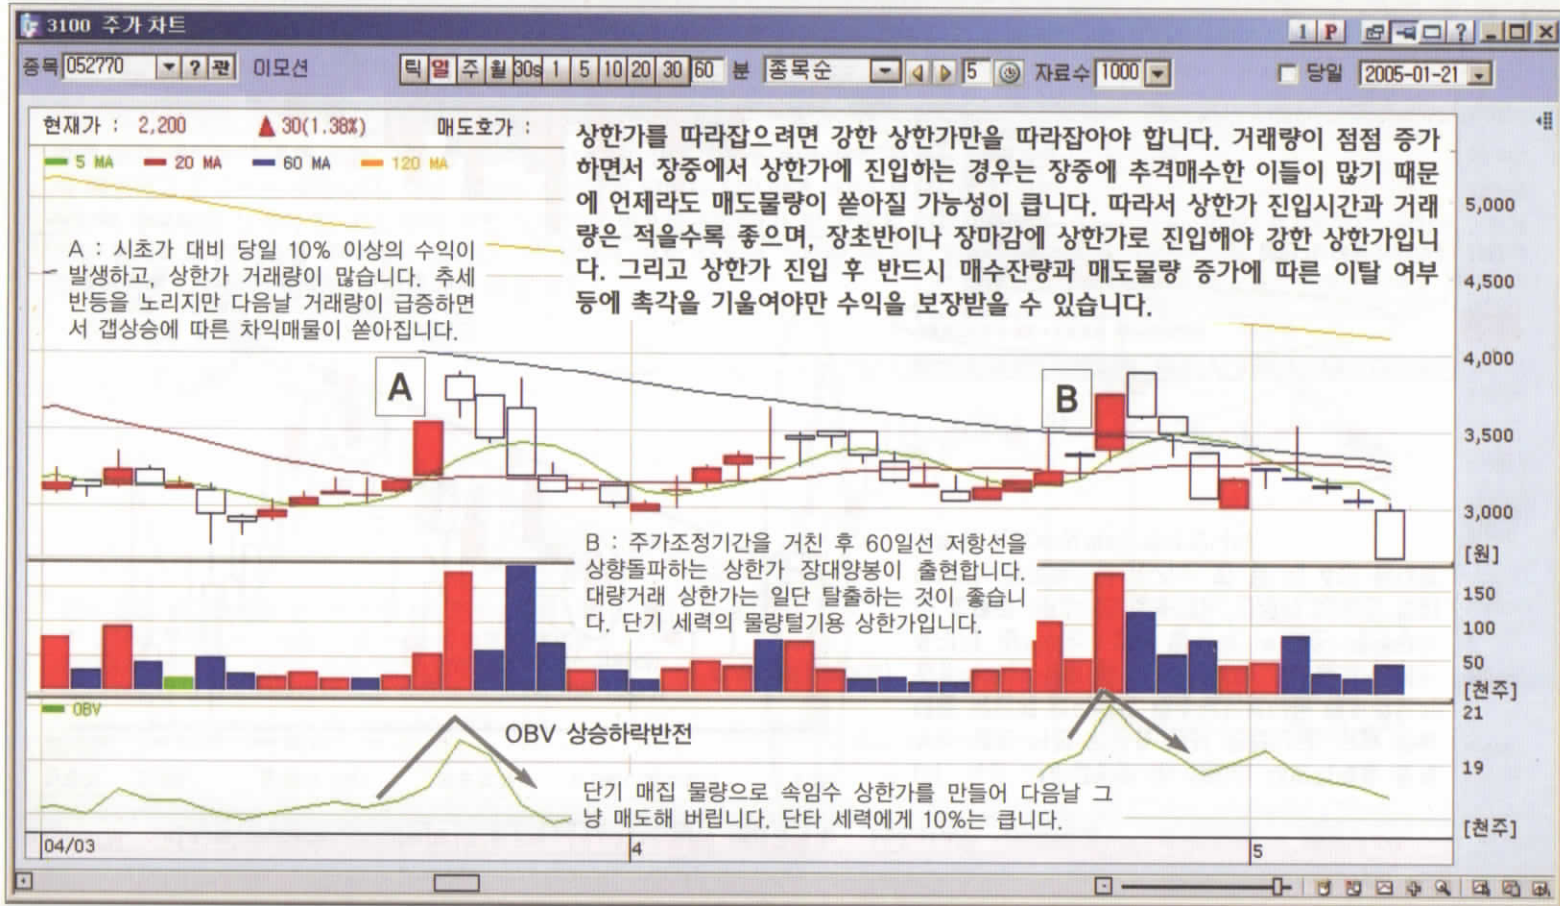 3100 주가 차트
1 P ?
종목 052770 ? 관 이모션 틱 일 주 월 30s 1 5 10 20 30 60 분 종목순 5 자료수 1000 당일 2005-01-21
현재가 : 2,200 ▲ 30(1.38%) 매도호가 :
5 MA 20 MA 60 MA 120 MA
상한가를 따라잡으려면 강한 상한가만을 따라잡아야 합니다. 거래량이 점점 증가
하면서 장중에서 상한가에 진입하는 경우는 장중에 추격매수한 이들이 많기 때문
에 언제라도 매도물량이 쏟아질 가능성이 큽니다. 따라서 상한가 진입시간과 거래
량은 적을수록 좋으며, 장초반이나 장마감에 상한가로 진입해야 강한 상한가입니
다. 그리고 상한가 진입 후 반드시 매수잔량과 매도물량 증가에 따른 이탈 여부
등에 촉각을 기울여야만 수익을 보장받을 수 있습니다.
A : 시초가 대비 당일 10% 이상의 수익이
발생하고, 상한가 거래량이 많습니다. 추세
반등을 노리지만 다음날 거래량이 급증하면
서 갭상승에 따른 차익매물이 쏟아집니다.
5,000
4,500
4,000
3,500
3,000
[원]
A
B
B : 주가조정기간을 거친 후 60일선 저항선을
상향돌파하는 상한가 장대양봉이 출현합니다.
대량거래 상한가는 일단 탈출하는 것이 좋습니
다. 단기 세력의 물량털기용 상한가입니다.
150
100
50
[천주]
OBV
OBV 상승하락반전
단기 매집 물량으로 속임수 상한가를 만들어 다음날 그
냥 매도해 버립니다. 단타 세력에게 10%는 큽니다.
21
19
[천주]
04/03 4 5